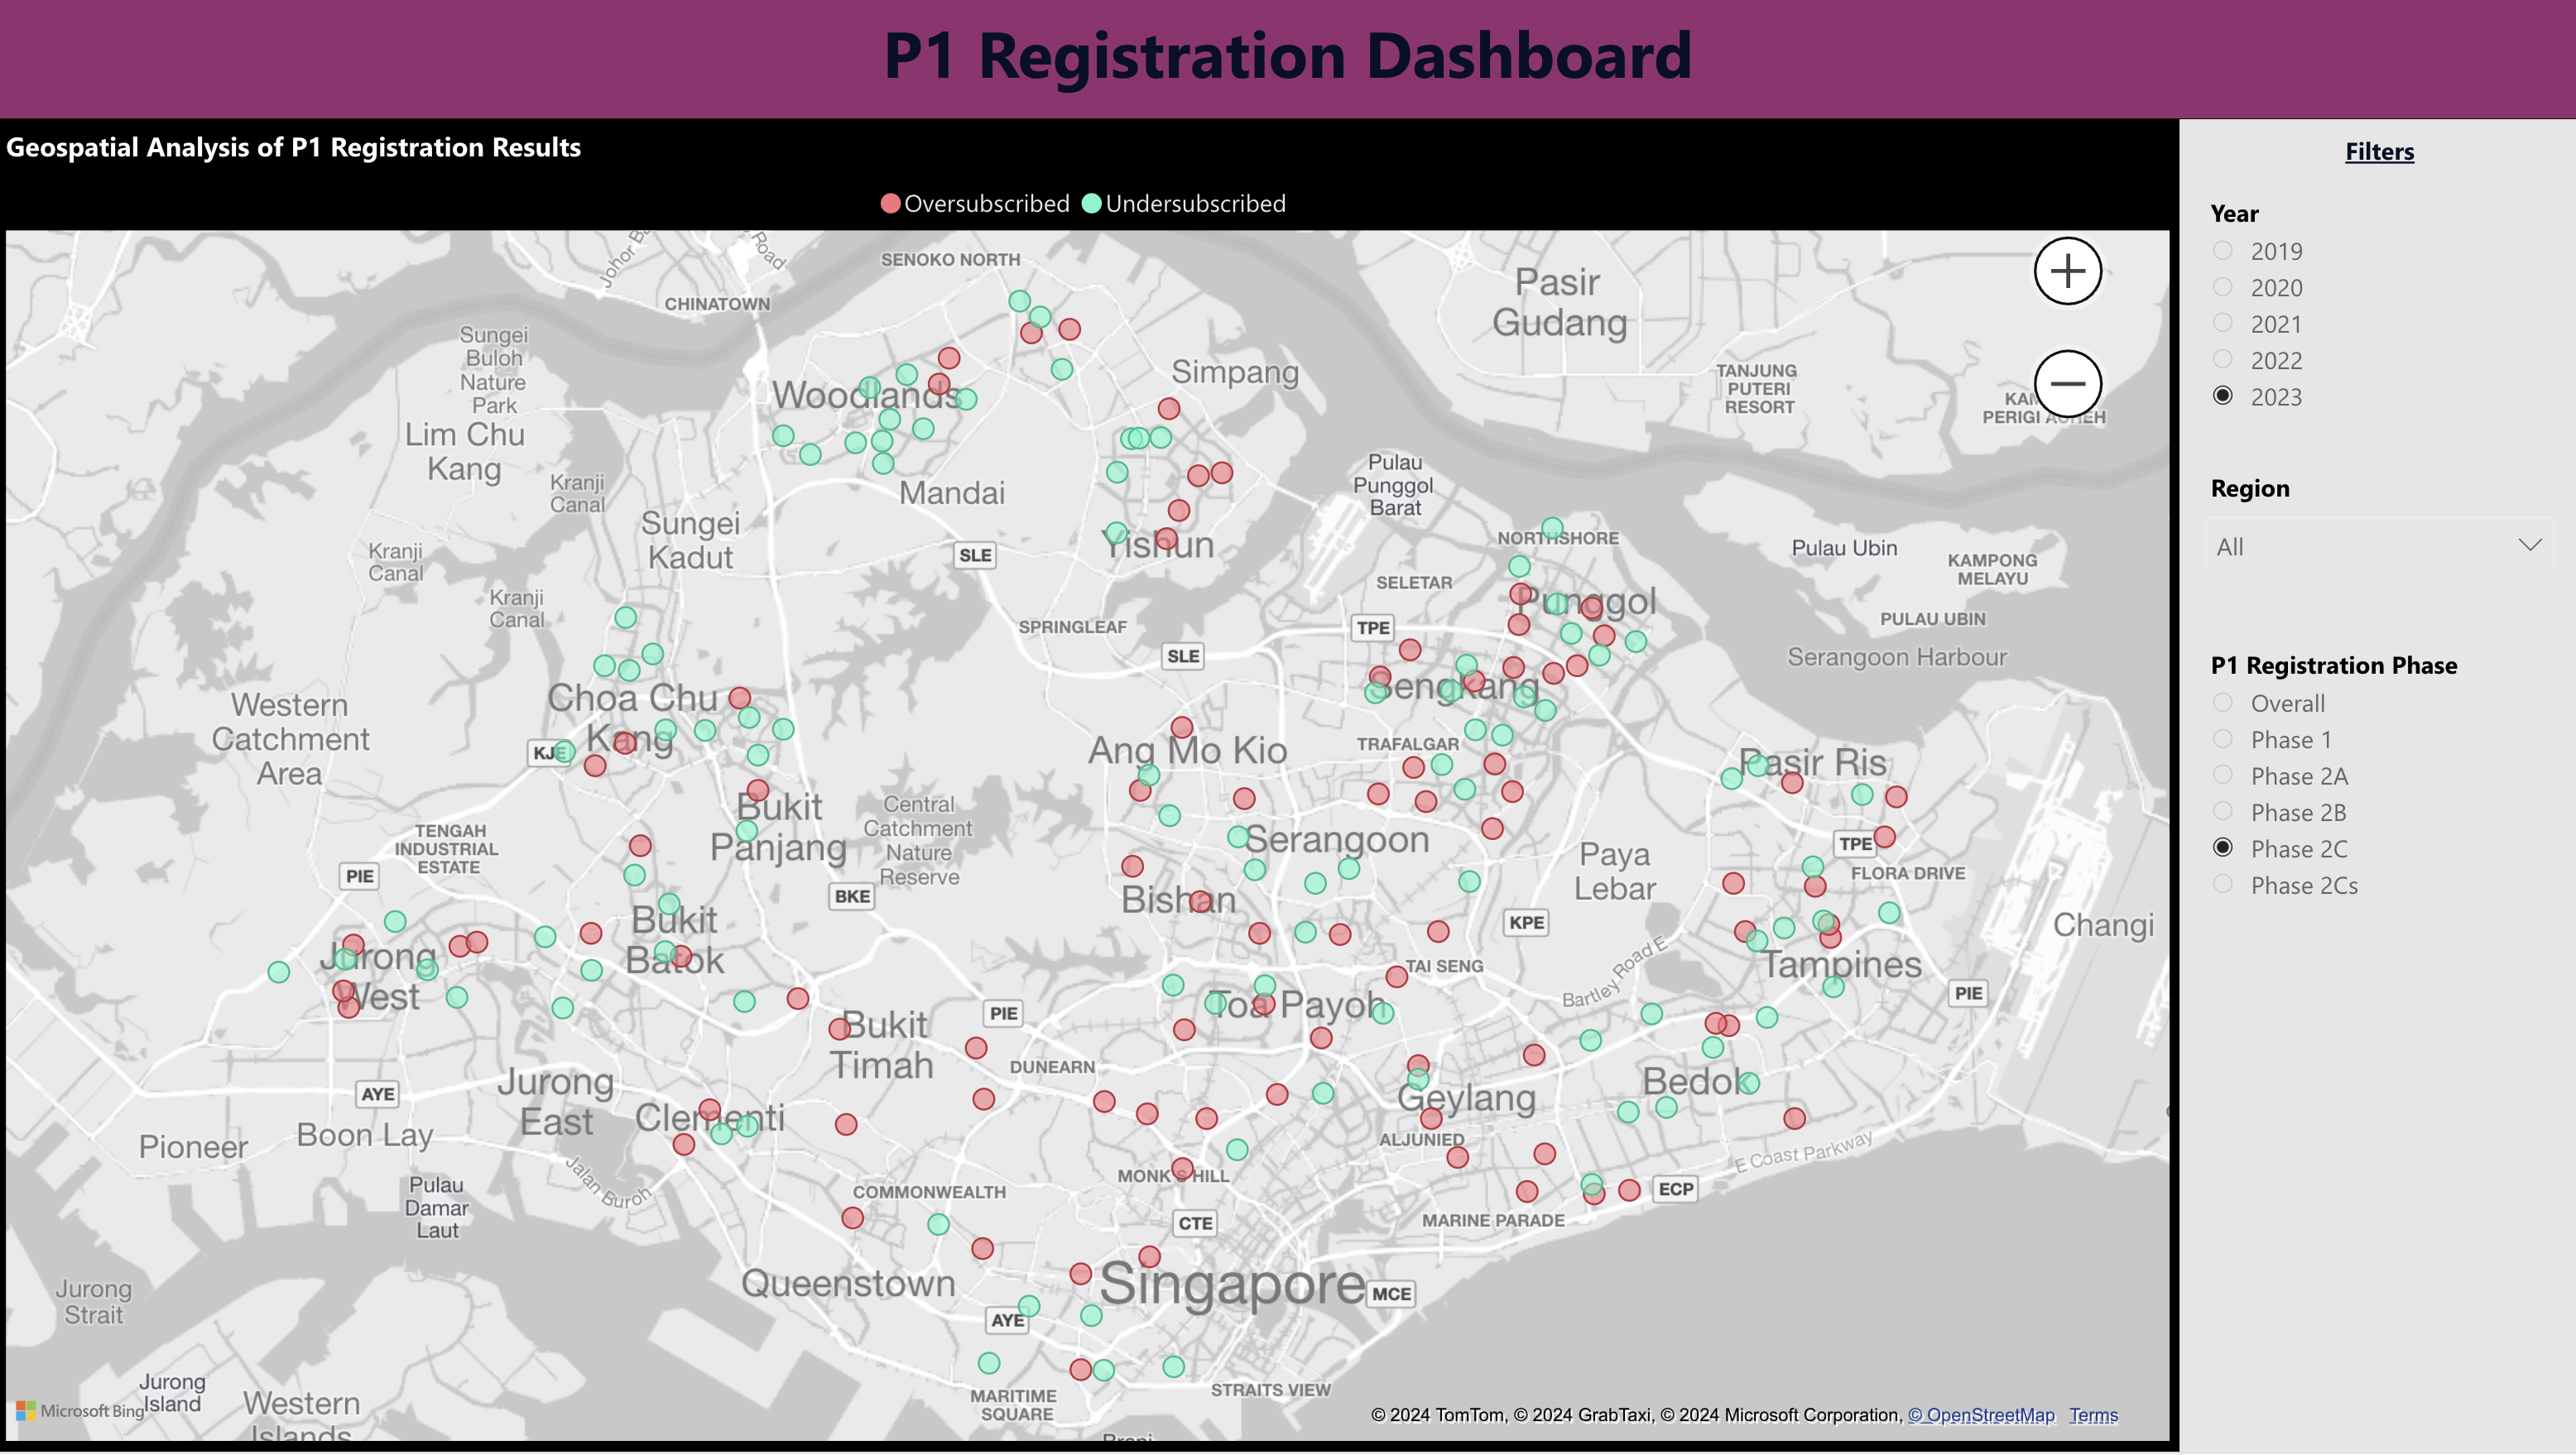 P1 Registration Dashboard
Geospatial Analysis of P1 Registration Results
Oversubscribed Undersubscribed
Filters
Year
2019
2020
2021
2022
2023
Region
All
P1 Registration Phase
Overall
Phase 1
Phase 2A
Phase 2B
Phase 2C
Phase 2Cs
SENOKO NORTH
CHINATOWN
Road
Pasir
Gudang
Sungei
Buloh
Nature
Park
Simpang
TANJUNG
PUTERI
RESORT
Woodlands
PERIGI
Lim Chu
Kang
Kranji
Canal
Mandai
Pulau
Punggol
Barat
Sungei
Kadut
SLE
Yishun
NORTHSHORE
Pulau Ubin
KAMPONG
MELAYU
Kranji
Canal
SELETAR
Kranji
Canal
Punggol
PULAU UBIN
SPRINGLEAF
TPE
SLE
Serangoon Harbour
Western
Catchment
Area
Choa Chu
Kang
Sengkang
KJE
Ang Mo Kio
TRAFALGAR
Pasir Ris
Bukit
Panjang
Central
Catchment
Nature
Reserve
TENGAH
INDUSTRIAL
ESTATE
Serangoon
TPE
Paya
Lebar
FLORA DRIVE
PIE
BKE
Bishan
Bukit
Batok
KPE
Changi
Jurong
West
TAI SENG
Bartley Road E
Tampines
PIE
Toa Payoh
PIE
Bukit
Timah
DUNEARN
Jurong
East
AYE
Bedok
Geylang
Clementi
Boon Lay
Pioneer
ALJUNIED
E Coast Parkway
Jalan Buroh
MONK'S HILL
COMMONWEALTH
ECP
Pulau
Damar
Laut
CTE
MARINE PARADE
Queenstown
Singapore
MCE
Jurong
Strait
AYE
Jurong
Island
Western
Islands
MARITIME
SQUARE
STRAITS VIEW
Microsoft Bing
© 2024 TomTom, © 2024 GrabTaxi, © 2024 Microsoft Corporation, © OpenStreetMap Terms